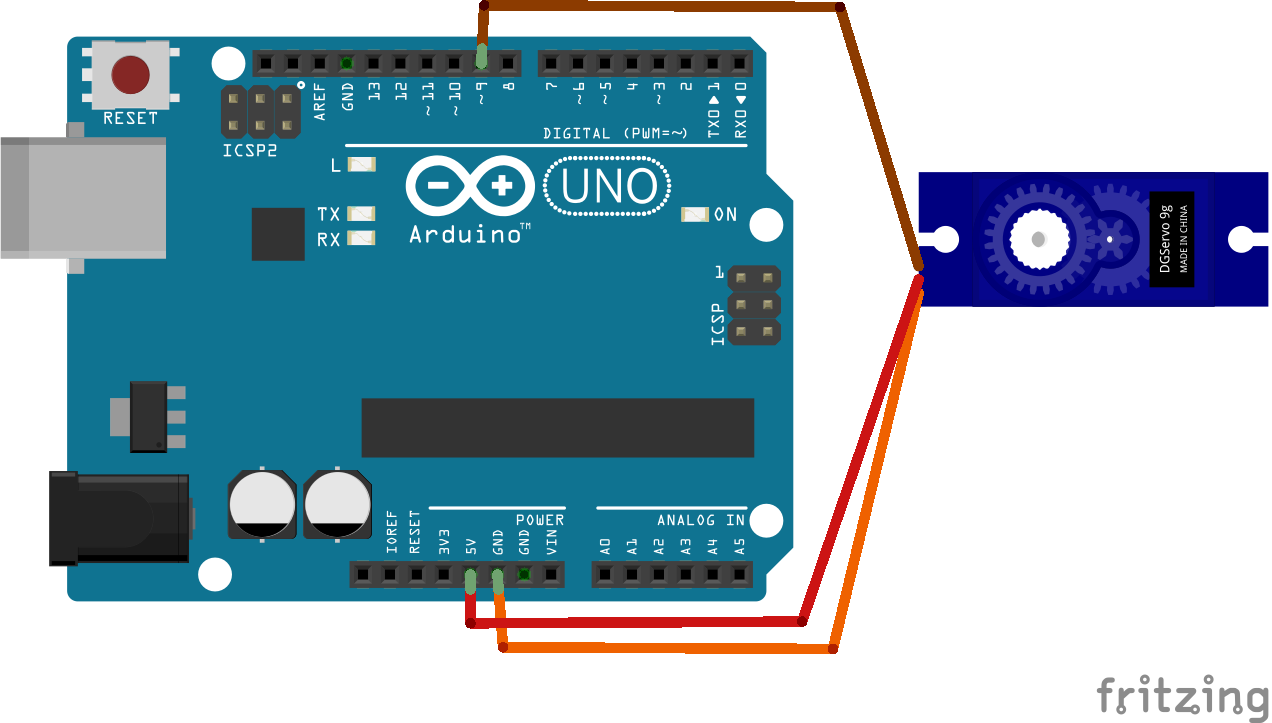 RESET
ICSP2
AREF
GND
13
12
~11
~10
~9
8
7
~6
~5
4
~3
2
TX0▶1
RX0◀0
DIGITAL (PWM=~)
L
TX
RX
UNO
Arduino™
ON
1
ICSP
DGServo 9g
MADE IN CHINA
POWER
ANALOG IN
IOREF
RESET
3V3
5V
GND
GND
VIN
A0
A1
A2
A3
A4
A5
fritzing